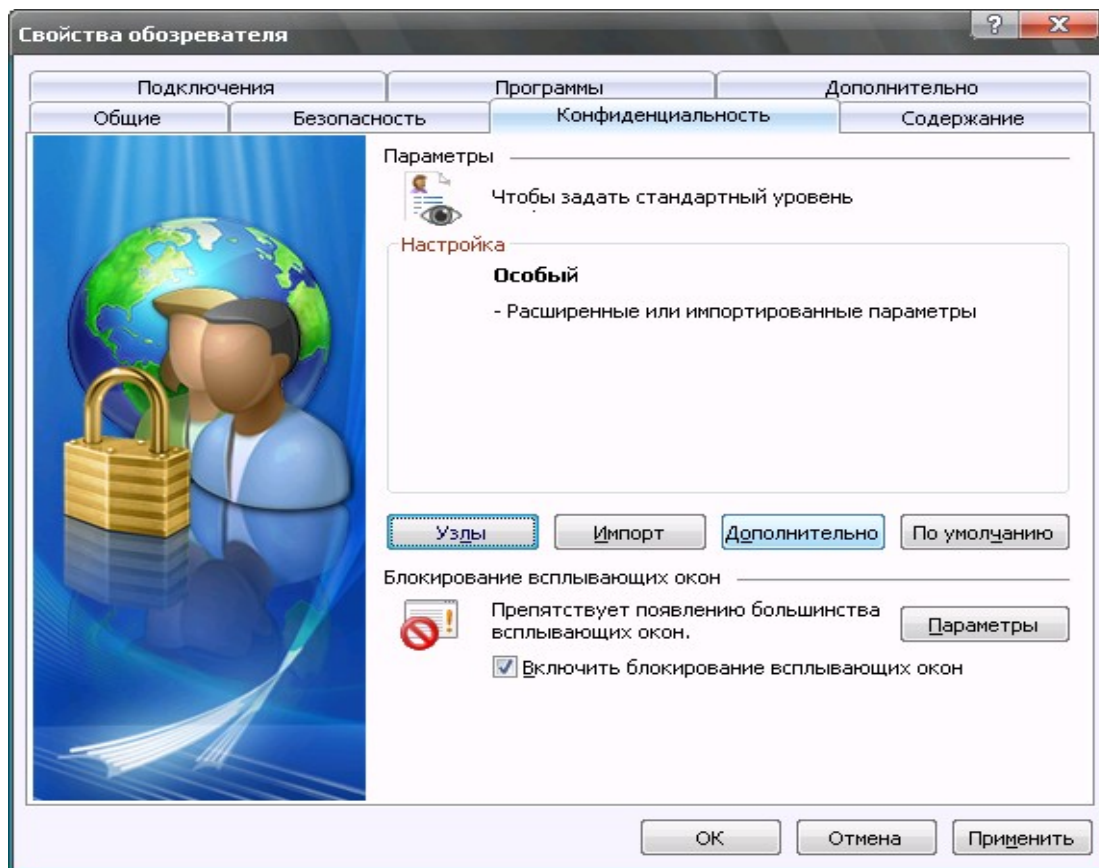 Свойства обозревателя
Подключения Программы Дополнительно
Общие Безопасность Конфиденциальность Содержание
Параметры
Чтобы задать стандартный уровень
Настройка
Особый
- Расширенные или импортированные параметры
Узлы Импорт Дополнительно По умолчанию
Блокирование всплывающих окон
Препятствует появлению большинства
всплывающих окон.
Параметры
Включить блокирование всплывающих окон
ОК Отмена Применить